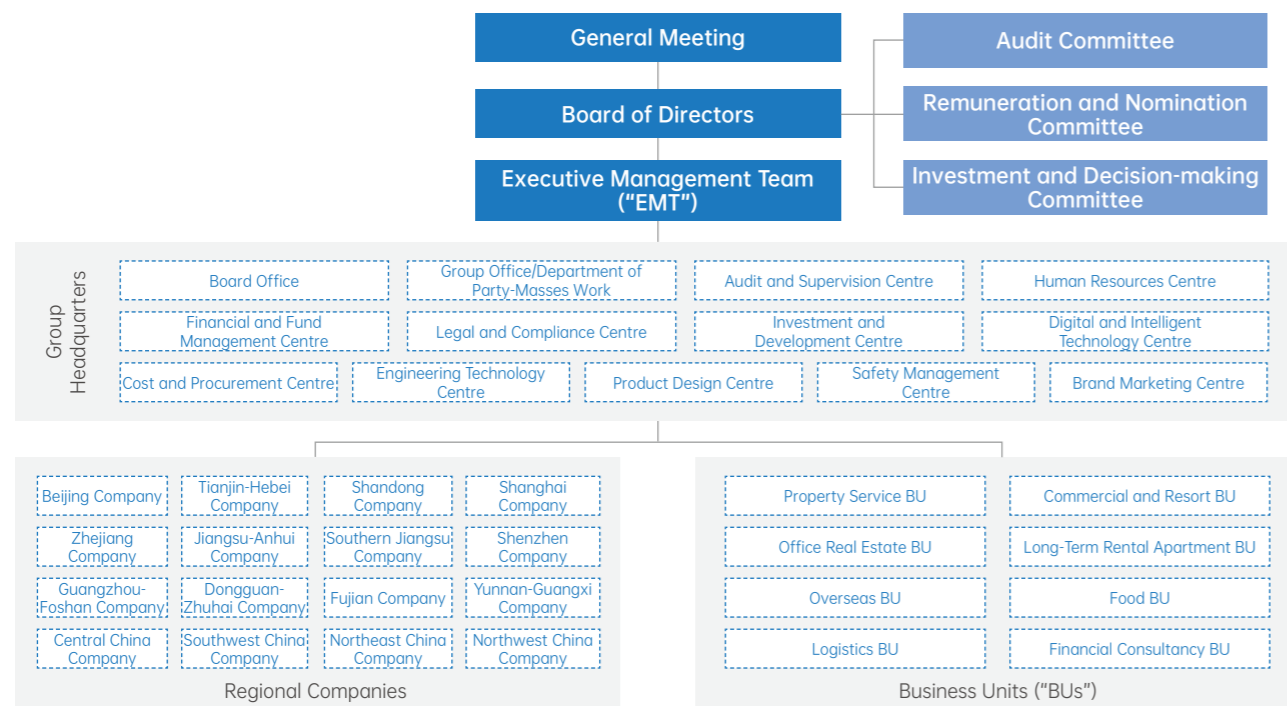 General Meeting
Audit Committee
Board of Directors
Remuneration and Nomination
Committee
Executive Management Team
("EMT")
Investment and Decision-making
Committee
Group
Headquarters
Board Office
Group Office/Department of
Party-Masses Work
Audit and Supervision Centre
Human Resources Centre
Financial and Fund
Management Centre
Legal and Compliance Centre
Investment and
Development Centre
Digital and Intelligent
Technology Centre
Cost and Procurement Centre
Engineering Technology
Centre
Product Design Centre
Safety Management
Centre
Brand Marketing Centre
Beijing Company
Tianjin-Hebei
Company
Shandong
Company
Shanghai
Company
Zhejiang
Company
Jiangsu-Anhui
Company
Southern Jiangsu
Company
Shenzhen
Company
Guangzhou-
Foshan Company
Dongguan-
Zhuhai Company
Fujian Company
Yunnan-Guangxi
Company
Central China
Company
Southwest China
Company
Northeast China
Company
Northwest China
Company
Regional Companies
Property Service BU
Commercial and Resort BU
Office Real Estate BU
Long-Term Rental Apartment BU
Overseas BU
Food BU
Logistics BU
Financial Consultancy BU
Business Units ("BUs")